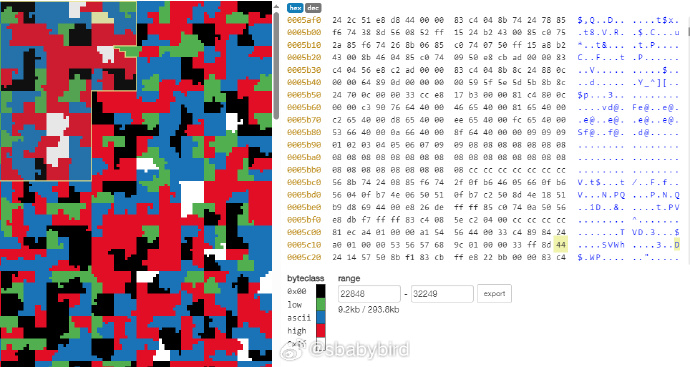 hex dec
0005af0 24 2c 51 e8 d8 44 00 00 83 c4 04 8b 74 24 78 85
0005b00 f6 74 38 8d 56 08 52 ff 15 24 b2 43 00 85 c0 75
0005b10 2a 85 f6 74 26 8b 06 85 c0 74 07 50 ff 15 a8 b2
0005b20 43 00 8b 46 04 85 c0 74 09 50 e8 cb ad 00 00 83
0005b30 c4 04 56 e8 c2 ad 00 00 83 c4 04 8b 8c 24 88 0c
0005b40 00 00 64 89 0d 00 00 00 00 59 5f 5e 5d 5b 8b 8c
0005b50 24 70 0c 00 00 33 cc e8 17 b3 00 00 81 c4 80 0c
0005b60 00 00 c3 90 76 64 40 00 46 65 40 00 81 65 40 00
0005b70 c2 65 40 00 d8 65 40 00 ee 65 40 00 fc 65 40 00
0005b80 53 66 40 00 0a 66 40 00 8f 64 40 00 00 09 09 09
0005b90 01 02 03 04 05 06 07 09 09 08 08 08 08 08 08 08
0005ba0 08 08 08 08 08 08 08 08 08 08 08 08 08 08 08 08
0005bb0 08 08 08 08 08 08 08 08 08 cc cc cc cc cc cc cc
0005bc0 56 8b 74 24 08 85 f6 74 2f 0f b6 46 05 66 0f b6
0005bd0 56 04 0f b7 4e 06 50 51 0f b7 c2 50 8d 4e 18 51
0005be0 b9 d8 69 44 00 e8 26 de ff ff 85 c0 74 0a 50 56
0005bf0 e8 db f7 ff ff 83 c4 08 5e c2 04 00 cc cc cc cc
0005c00 81 ec a4 01 00 00 a1 54 56 44 00 33 c4 89 84 24
0005c10 a0 01 00 00 53 56 57 68 9c 01 00 00 33 ff 8d 44
0005c20 24 14 57 50 8b f1 83 cb ff e8 22 bb 00 00 83 c4
byteclass
0x00
low
ascii
high
range
22848 - 32249 export
9.2kb / 293.8kb
@sbabybird